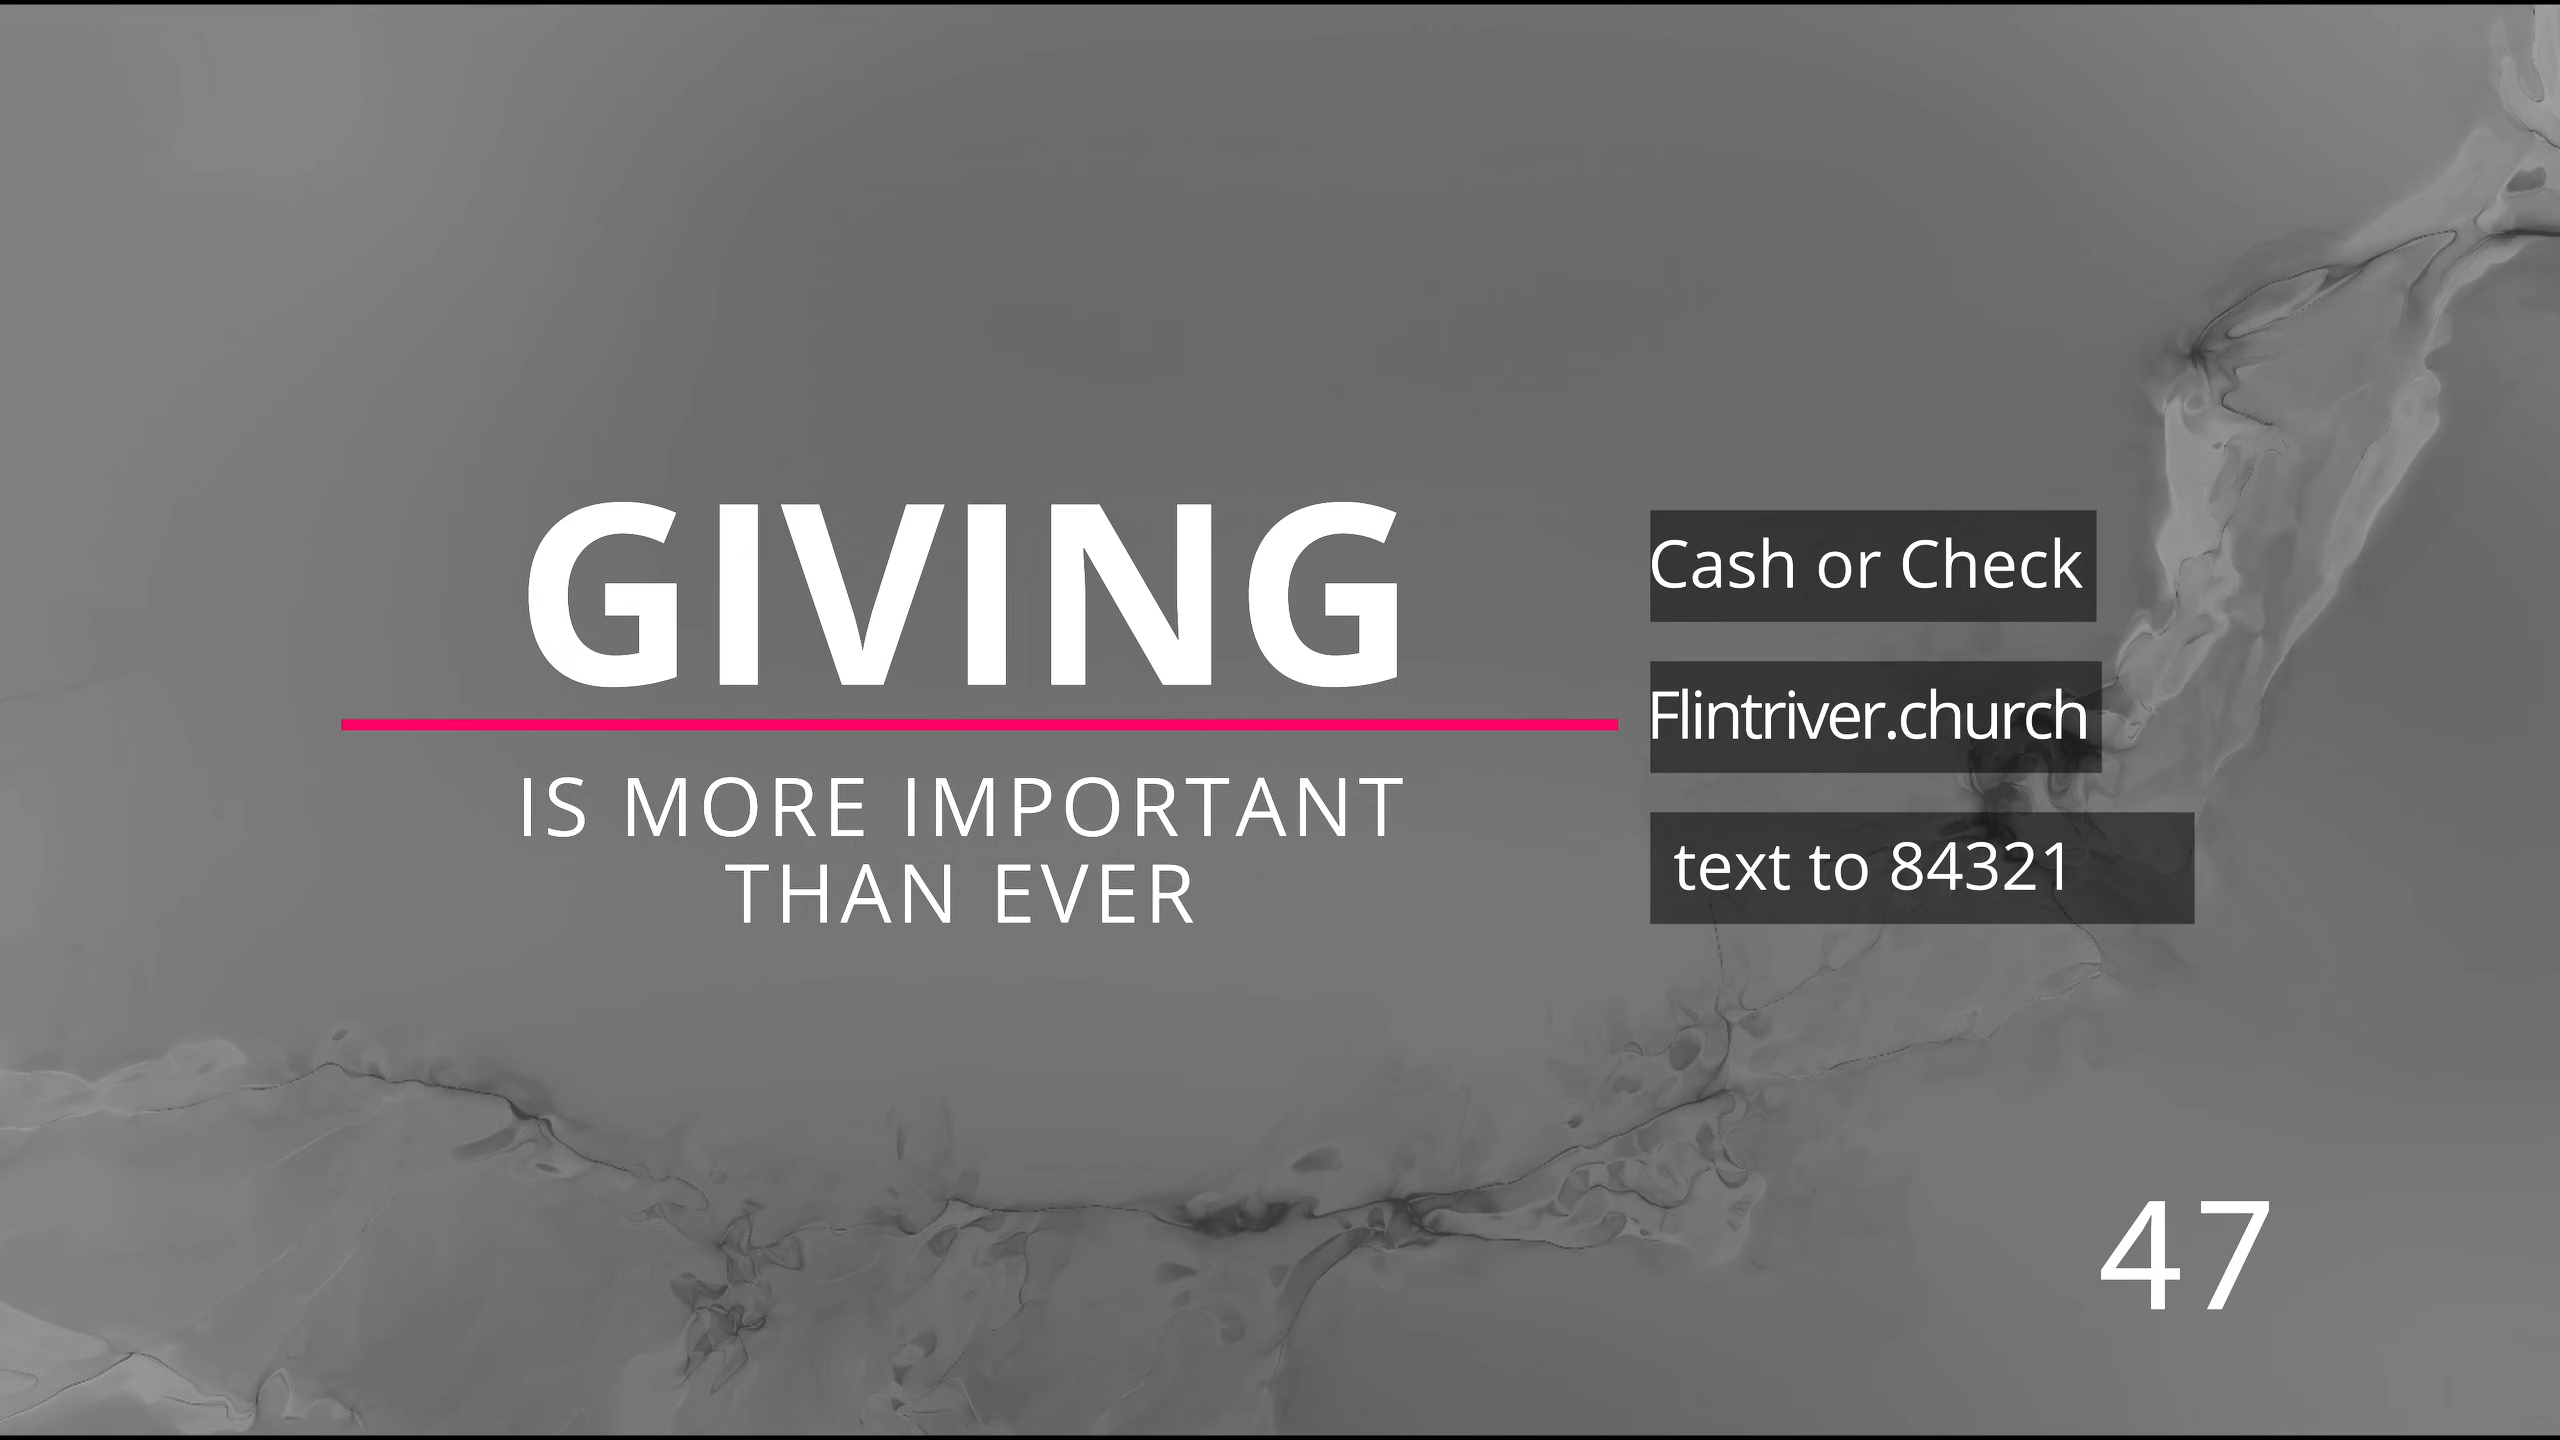 GIVING
IS MORE IMPORTANT
THAN EVER
Cash or Check
Flintriver.church
text to 84321
47